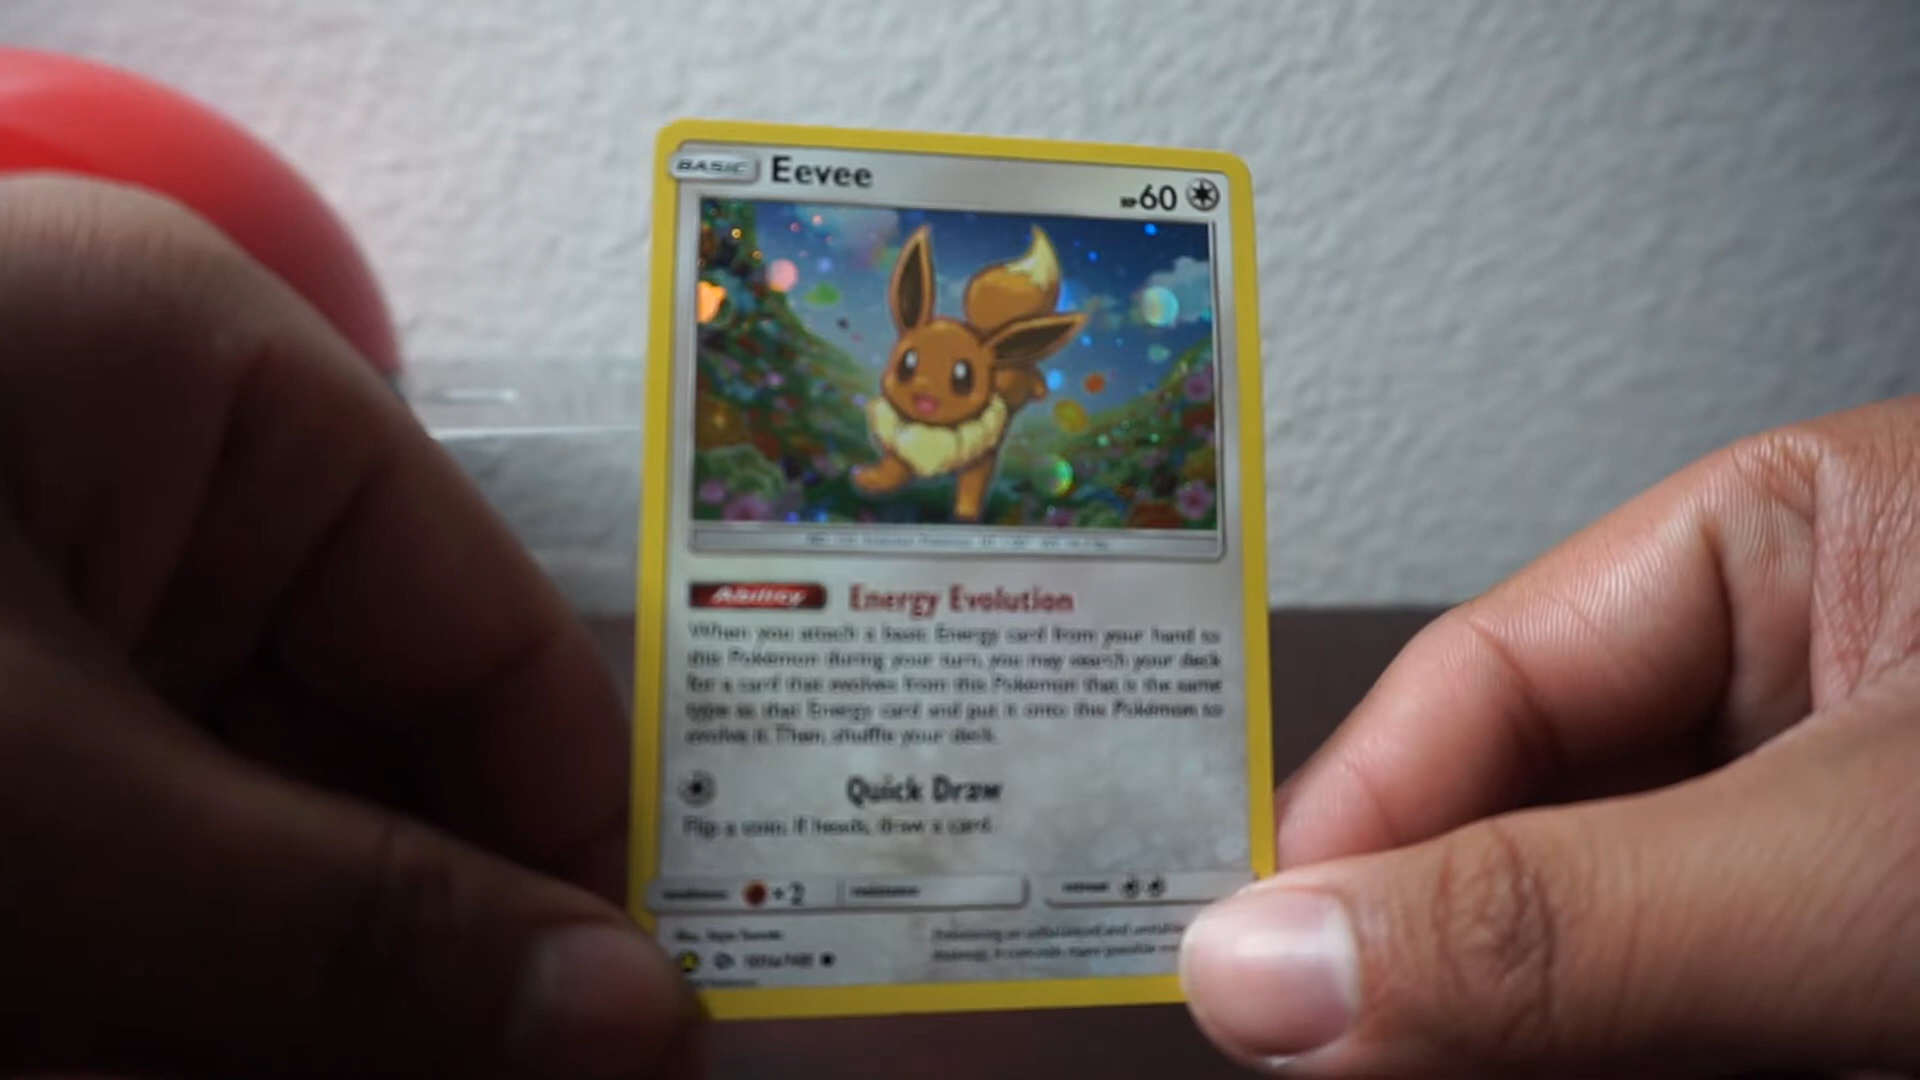 BASIC Eevee HP60
Ability Energy Evolution
When you attach a basic Energy card from your hand to
this Pokémon during your turn, you may search your deck
for a card that evolves from this Pokémon that is the same
type as that Energy card and put it onto this Pokémon to
evolve it. Then, shuffle your deck.
Quick Draw
Flip a coin. If heads, draw a card.
weakness +2 resistance retreat